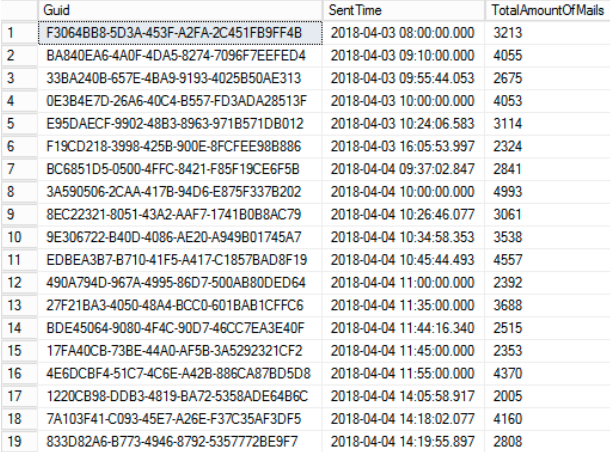 Guid SentTime TotalAmountOfMails
1 F3064BB8-5D3A-453F-A2FA-2C451FB9FF4B 2018-04-03 08:00:00.000 3213
2 BA840EA6-4A0F-4DA5-8274-7096F7EEFED4 2018-04-03 09:10:00.000 4055
3 33BA240B-657E-4BA9-9193-4025B50AE313 2018-04-03 09:55:44.053 2675
4 0E3B4E7D-26A6-40C4-B557-FD3ADA28513F 2018-04-03 10:00:00.000 4053
5 E95DAECF-9902-48B3-8963-971B571DB012 2018-04-03 10:24:06.583 3114
6 F19CD218-3998-425B-900E-8FCFEE98B886 2018-04-03 16:05:53.997 2324
7 BC6851D5-0500-4FFC-8421-F85F19CE6F5B 2018-04-04 09:37:02.847 2841
8 3A590506-2CAA-417B-94D6-E875F337B202 2018-04-04 10:00:00.000 4993
9 8EC22321-8051-43A2-AAF7-1741B0B8AC79 2018-04-04 10:26:46.077 3061
10 9E306722-B40D-4086-AE20-A949B01745A7 2018-04-04 10:34:58.353 3538
11 EDBEA3B7-B710-41F5-A417-C1857BAD8F19 2018-04-04 10:45:44.493 4557
12 490A794D-967A-4995-86D7-500AB80DED64 2018-04-04 11:00:00.000 2392
13 27F21BA3-4050-48A4-BCC0-601BAB1CFFC6 2018-04-04 11:35:00.000 3688
14 BDE45064-9080-4F4C-90D7-46CC7EA3E40F 2018-04-04 11:44:16.340 2515
15 17FA40CB-73BE-44A0-AF5B-3A5292321CF2 2018-04-04 11:45:00.000 2353
16 4E6DCBF4-51C7-4C6E-A42B-886CA87BD5D8 2018-04-04 11:55:00.000 4370
17 1220CB98-DDB3-4819-BA72-5358ADE64B6C 2018-04-04 14:05:58.917 2005
18 7A103F41-C093-45E7-A26E-F37C35AF3DF5 2018-04-04 14:18:02.077 4160
19 833D82A6-B773-4946-8792-5357772BE9F7 2018-04-04 14:19:55.897 2808